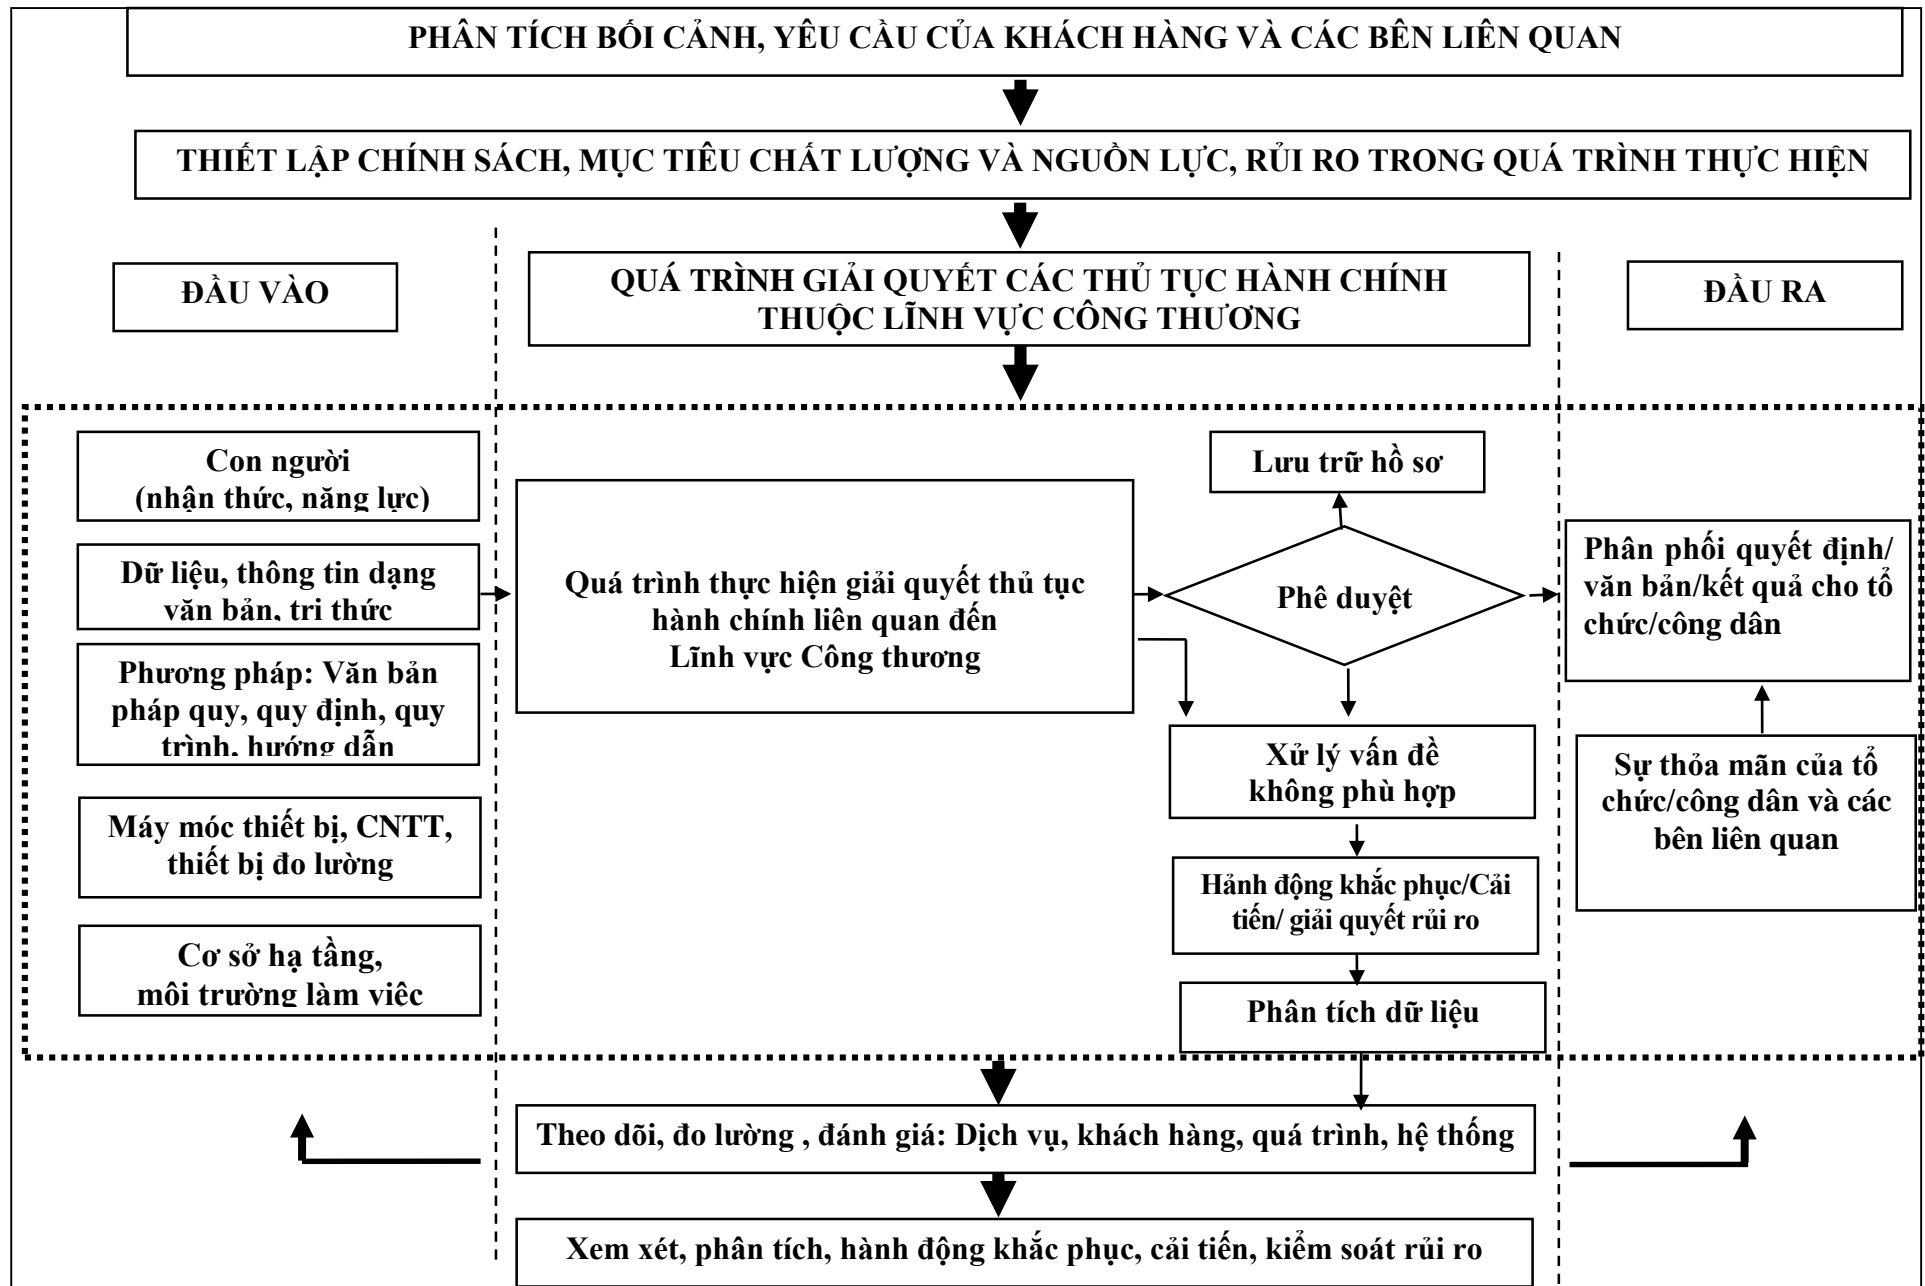 PHÂN TÍCH BỐI CẢNH, YÊU CẦU CỦA KHÁCH HÀNG VÀ CÁC BÊN LIÊN QUAN
THIẾT LẬP CHÍNH SÁCH, MỤC TIÊU CHẤT LƯỢNG VÀ NGUỒN LỰC, RỦI RO TRONG QUÁ TRÌNH THỰC HIỆN
ĐẦU VÀO
QUÁ TRÌNH GIẢI QUYẾT CÁC THỦ TỤC HÀNH CHÍNH
THUỘC LĨNH VỰC CÔNG THƯƠNG
ĐẦU RA
Con người
(nhận thức, năng lực)
Dữ liệu, thông tin dạng
văn bản, tri thức
Phương pháp: Văn bản
pháp quy, quy định, quy
trình, hướng dẫn
Máy móc thiết bị, CNTT,
thiết bị đo lường
Cơ sở hạ tầng,
môi trường làm việc
Quá trình thực hiện giải quyết thủ tục
hành chính liên quan đến
Lĩnh vực Công thương
Lưu trữ hồ sơ
Phê duyệt
Xử lý vấn đề
không phù hợp
Hảnh động khắc phục/Cải
tiến/ giải quyết rủi ro
Phân tích dữ liệu
Phân phối quyết định/
văn bản/kết quả cho tổ
chức/công dân
Sự thỏa mãn của tổ
chức/công dân và các
bên liên quan
Theo dõi, đo lường , đánh giá: Dịch vụ, khách hàng, quá trình, hệ thống
Xem xét, phân tích, hành động khắc phục, cải tiến, kiểm soát rủi ro